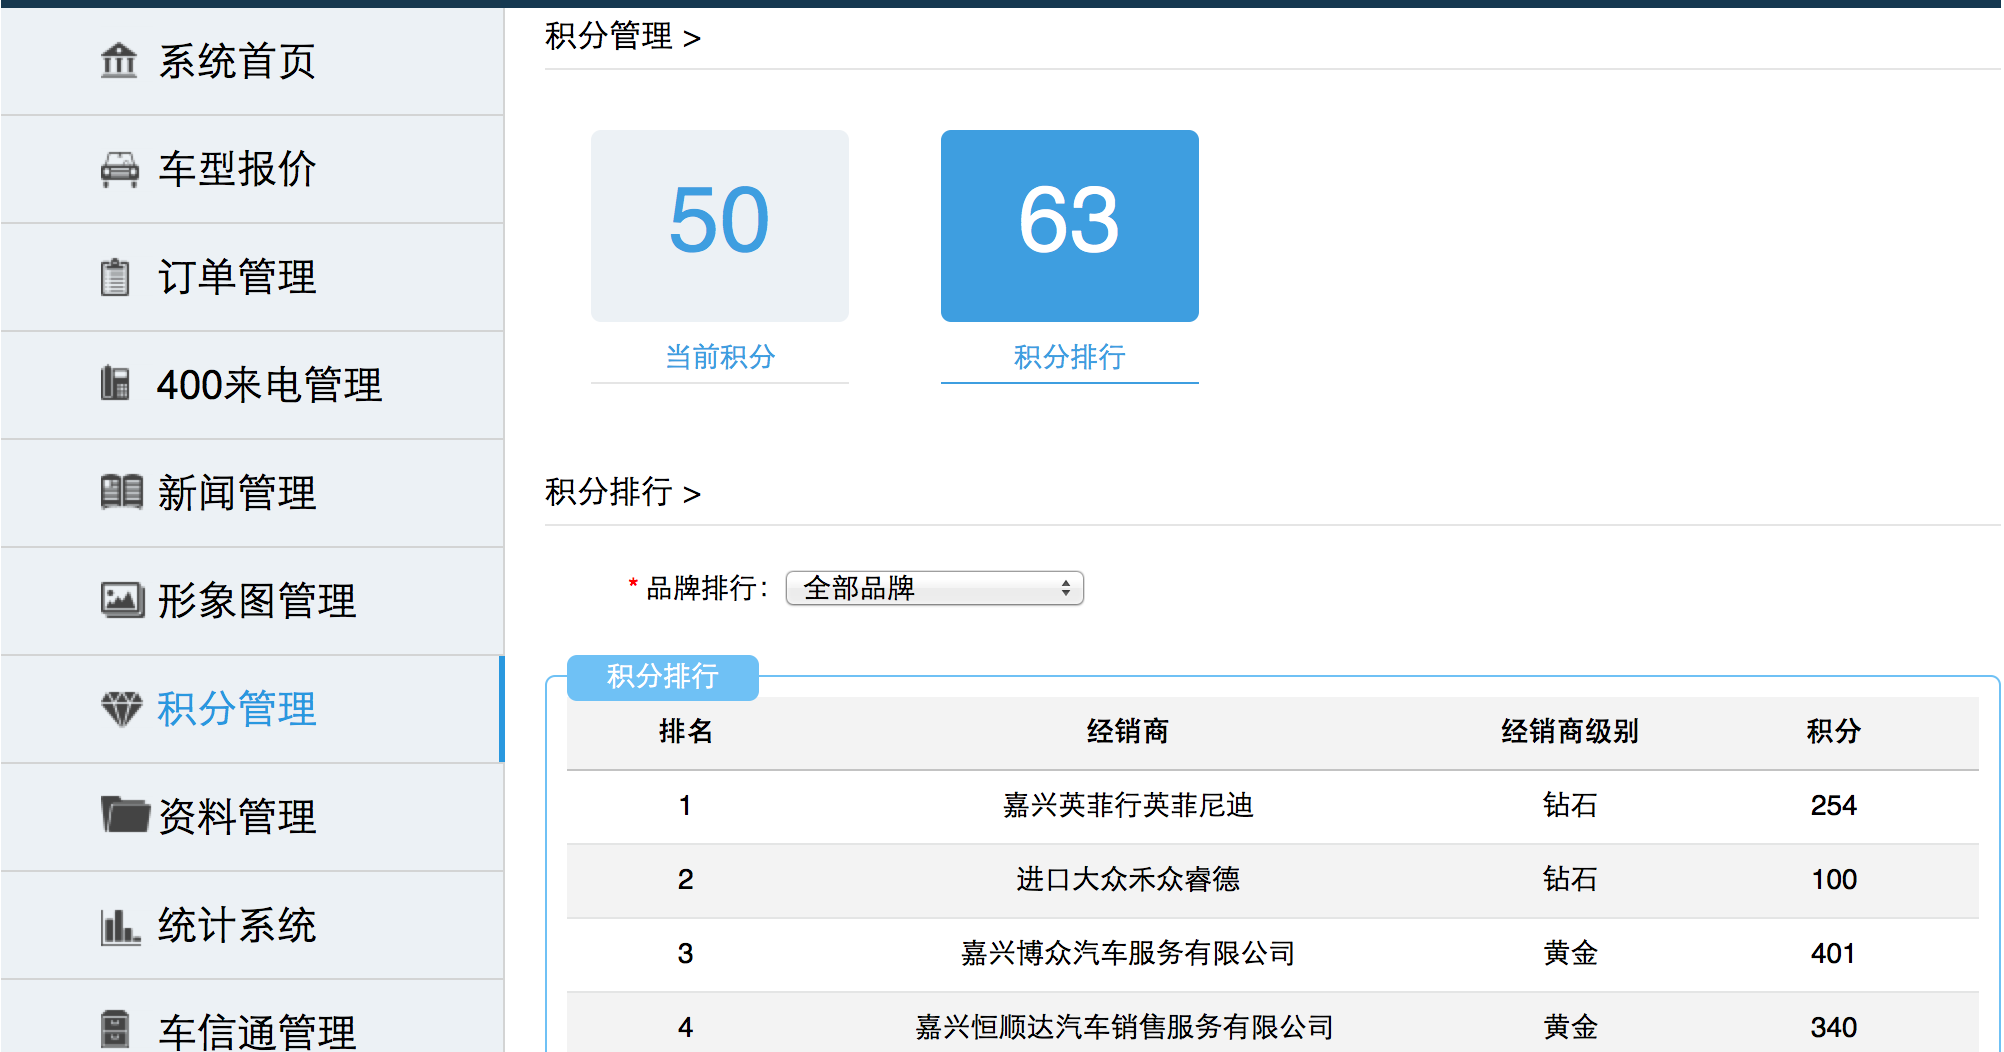 系统首页
车型报价
订单管理
400来电管理
新闻管理
形象图管理
积分管理
资料管理
统计系统
车信通管理
积分管理 >
50
当前积分
63
积分排行
积分排行 >
* 品牌排行: 全部品牌
积分排行
排名 经销商 经销商级别 积分
1 嘉兴英菲行英菲尼迪 钻石 254
2 进口大众禾众睿德 钻石 100
3 嘉兴博众汽车服务有限公司 黄金 401
4 嘉兴恒顺达汽车销售服务有限公司 黄金 340